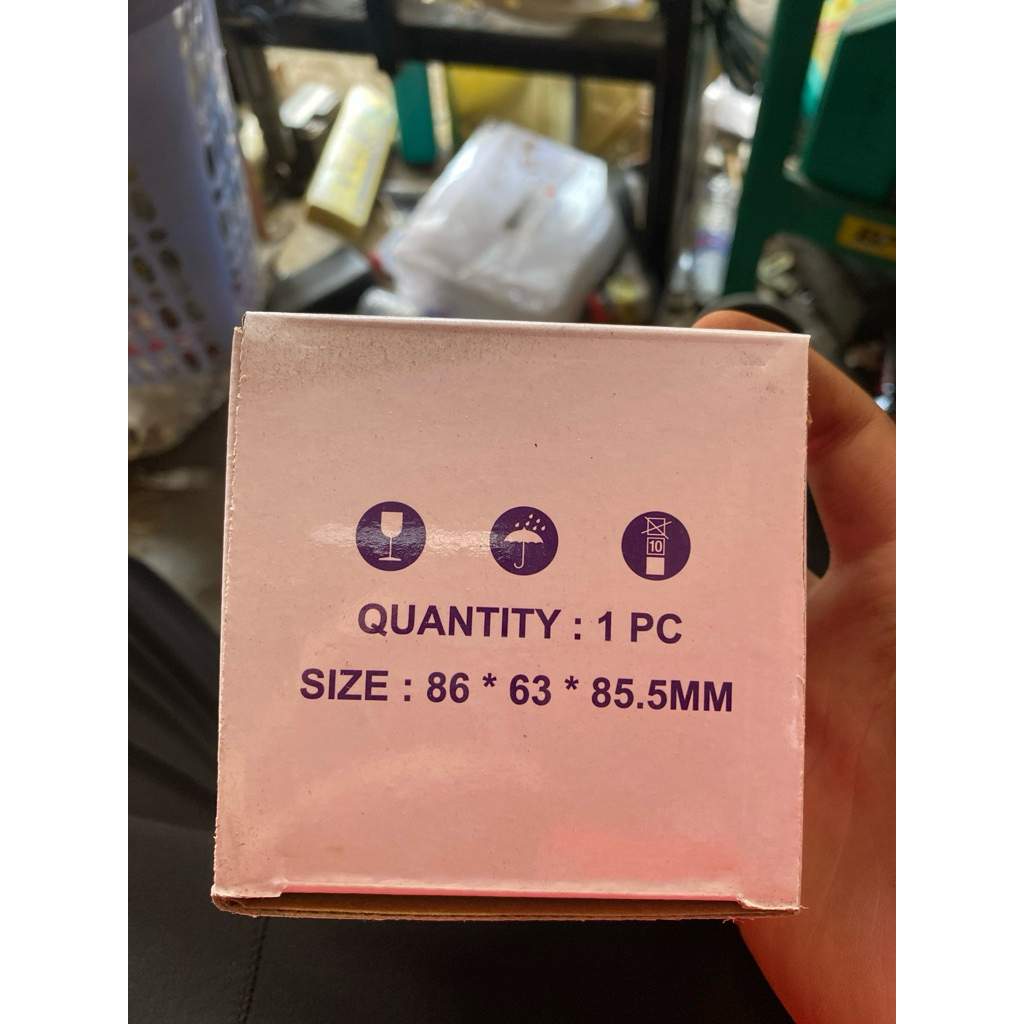 10
QUANTITY : 1 PC
SIZE : 86 * 63 * 85.5MM